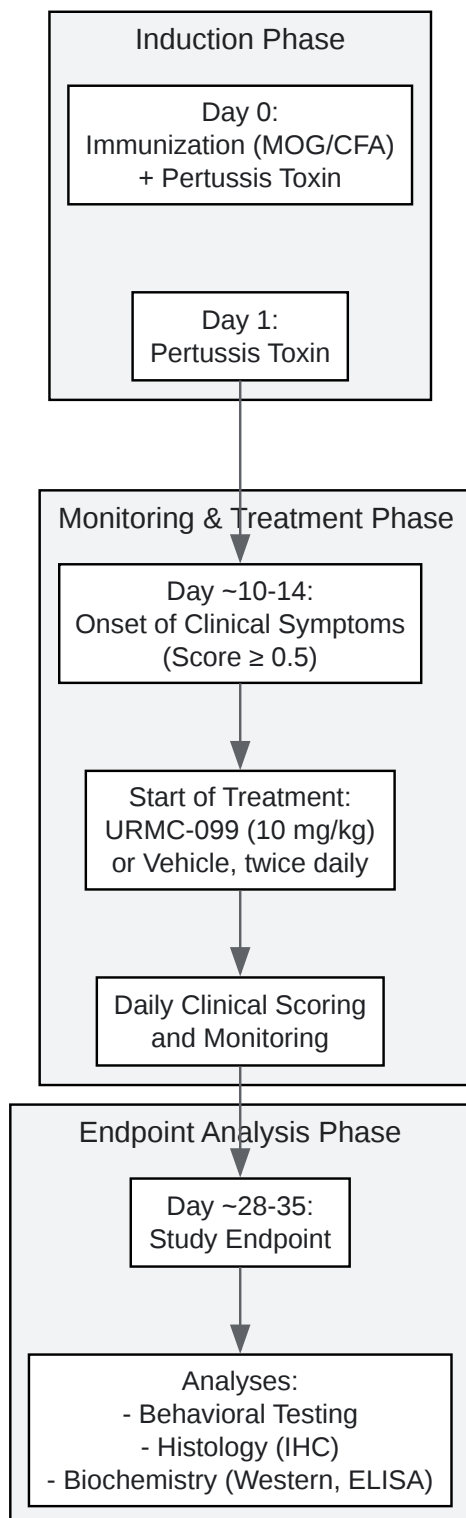 Induction Phase
Day 0:
Immunization (MOG/CFA)
+ Pertussis Toxin
Day 1:
Pertussis Toxin
Monitoring & Treatment Phase
Day ~10-14:
Onset of Clinical Symptoms
(Score ≥ 0.5)
Start of Treatment:
URMC-099 (10 mg/kg)
or Vehicle, twice daily
Daily Clinical Scoring
and Monitoring
Endpoint Analysis Phase
Day ~28-35:
Study Endpoint
Analyses:
- Behavioral Testing
- Histology (IHC)
- Biochemistry (Western, ELISA)